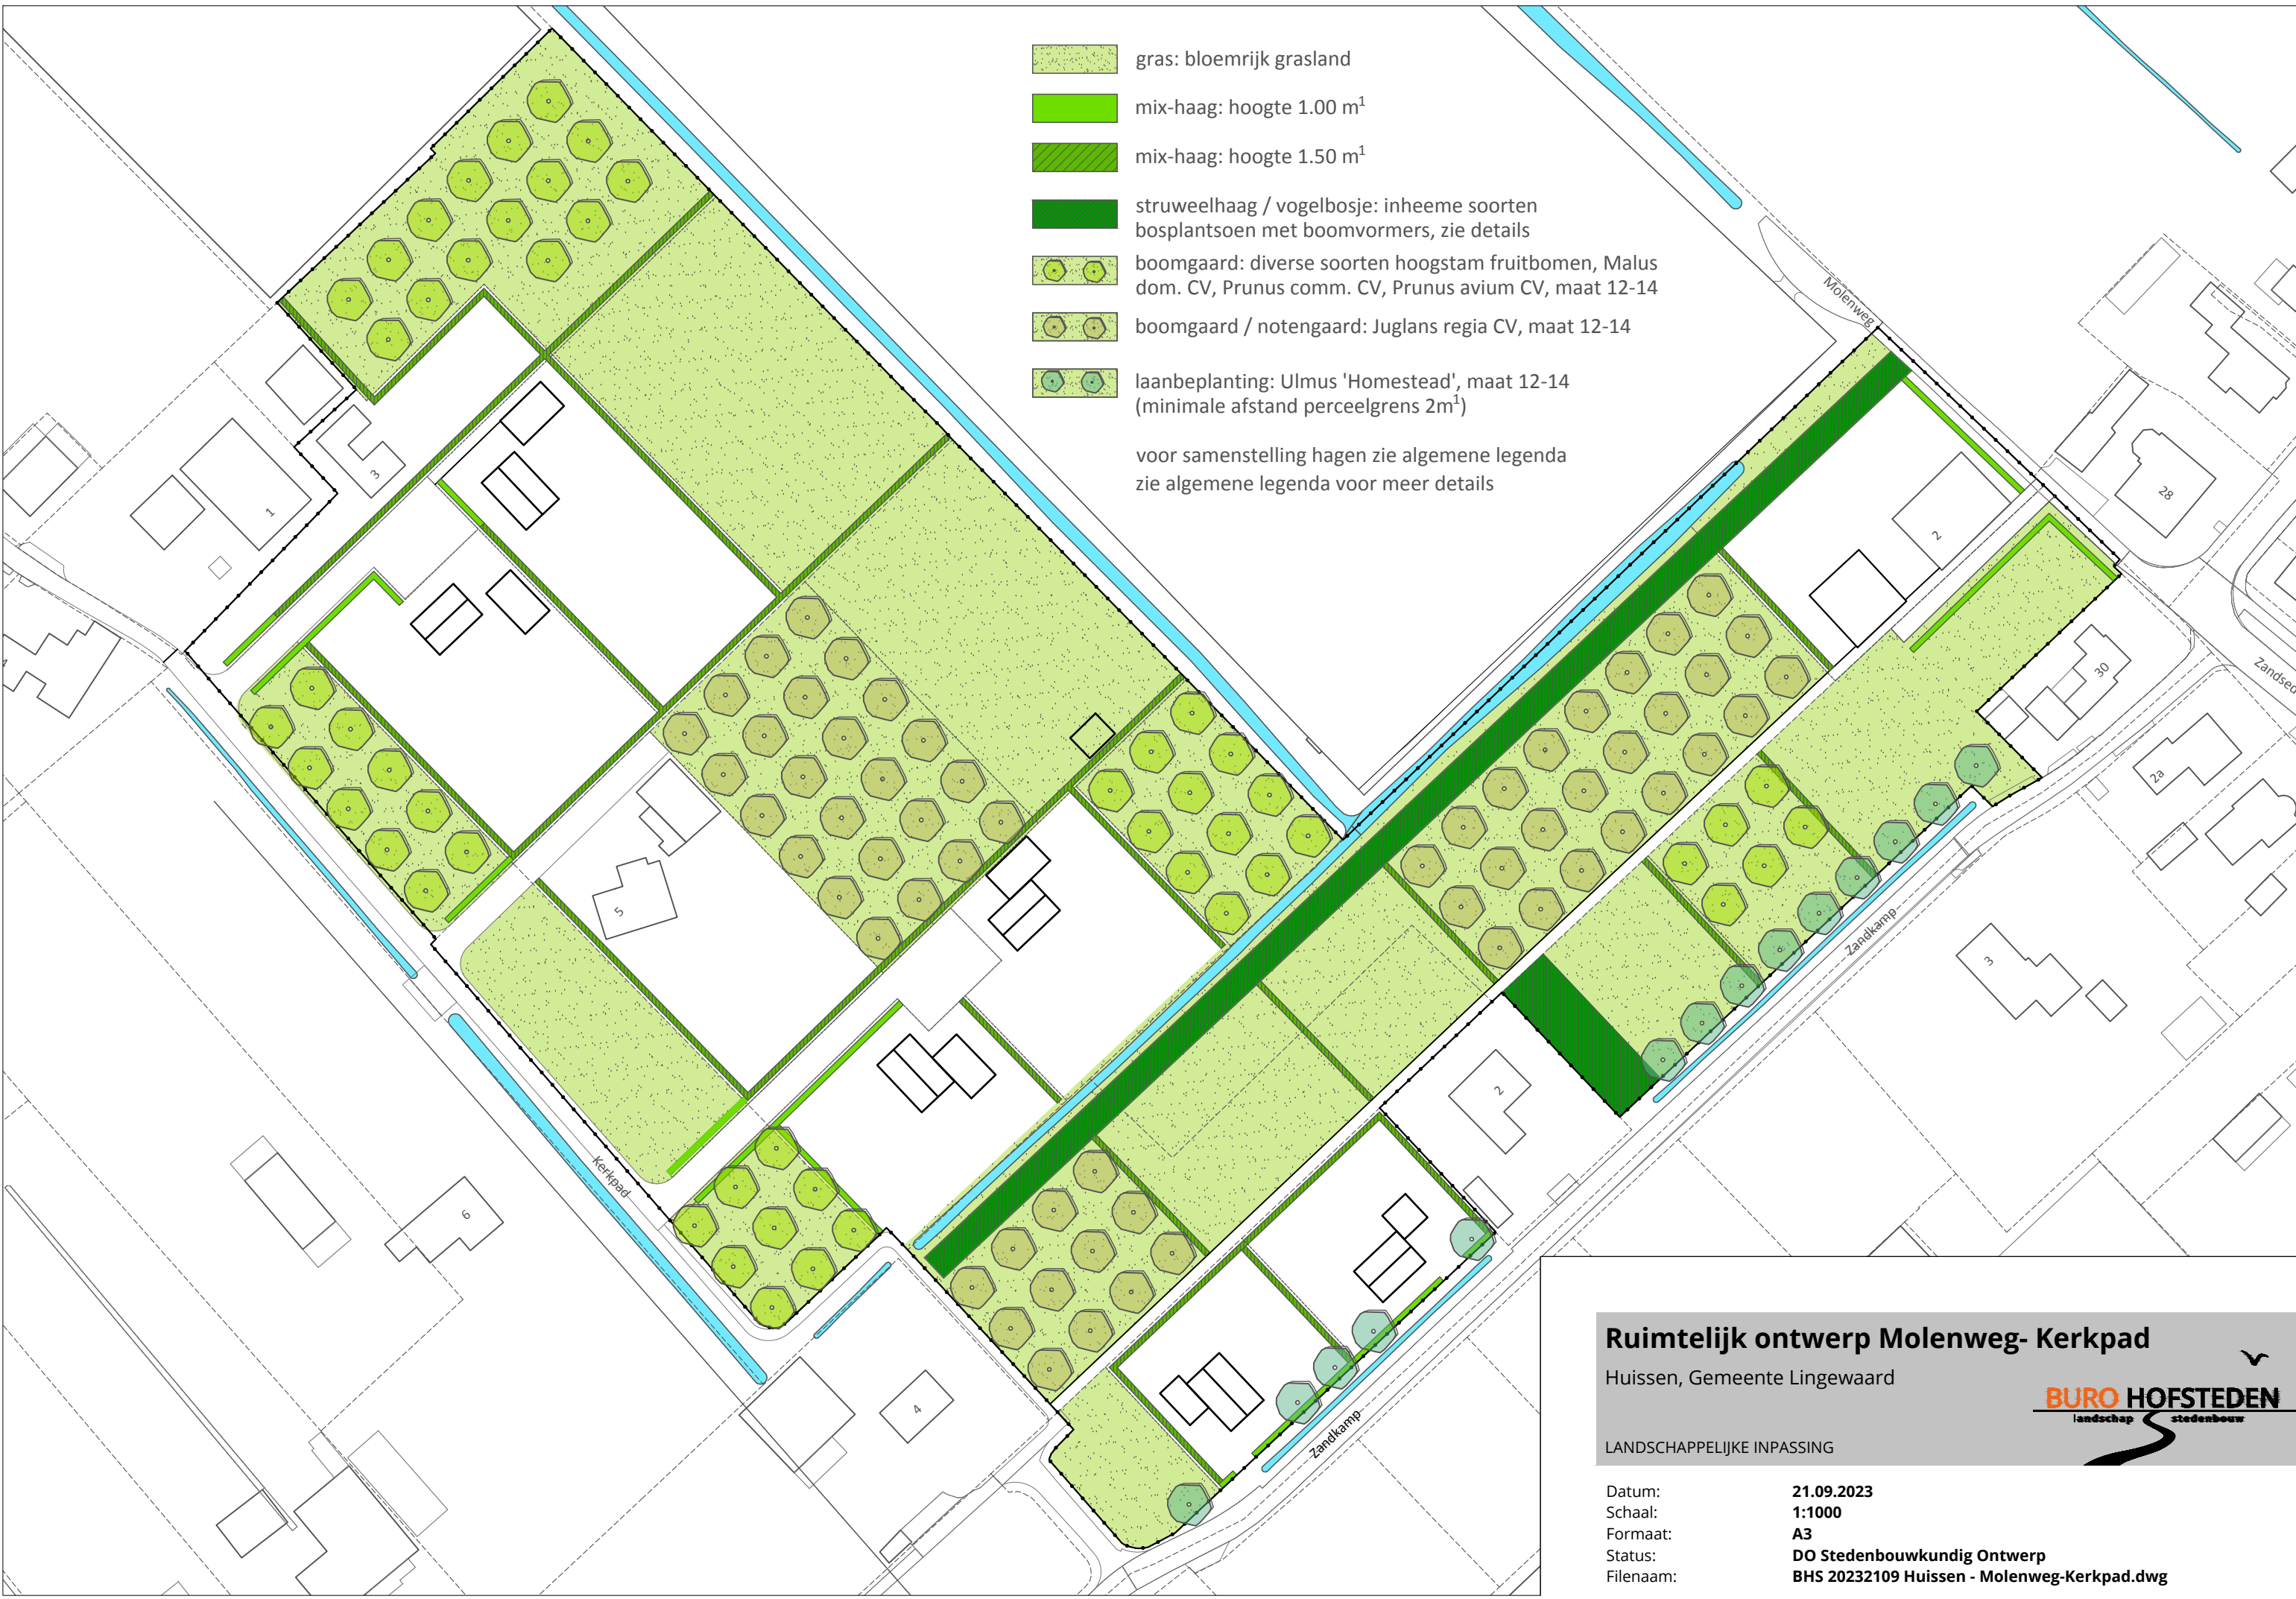 gras: bloemrijk grasland
mix-haag: hoogte 1.00 m¹
mix-haag: hoogte 1.50 m¹
struweelhaag / vogelbosje: inheeme soorten
bosplantsoen met boomvormers, zie details
boomgaard: diverse soorten hoogstam fruitbomen, Malus
dom. CV, Prunus comm. CV, Prunus avium CV, maat 12-14
boomgaard / notengaard: Juglans regia CV, maat 12-14
laanbeplanting: Ulmus 'Homestead', maat 12-14
(minimale afstand perceelgrens 2m¹)
voor samenstelling hagen zie algemene legenda
zie algemene legenda voor meer details
Molenweg
28
2
30
Zandsed
2a
3
1
4
3
5
Zandkamp
2
Kerkpad
6
4
Zandkamp
Ruimtelijk ontwerp Molenweg- Kerkpad
Huissen, Gemeente Lingewaard
BURO HOFSTEDEN
landschap stedenbouw
LANDSCHAPPELIJKE INPASSING
Datum: 21.09.2023
Schaal: 1:1000
Formaat: A3
Status: DO Stedenbouwkundig Ontwerp
Filenaam: BHS 20232109 Huissen - Molenweg-Kerkpad.dwg